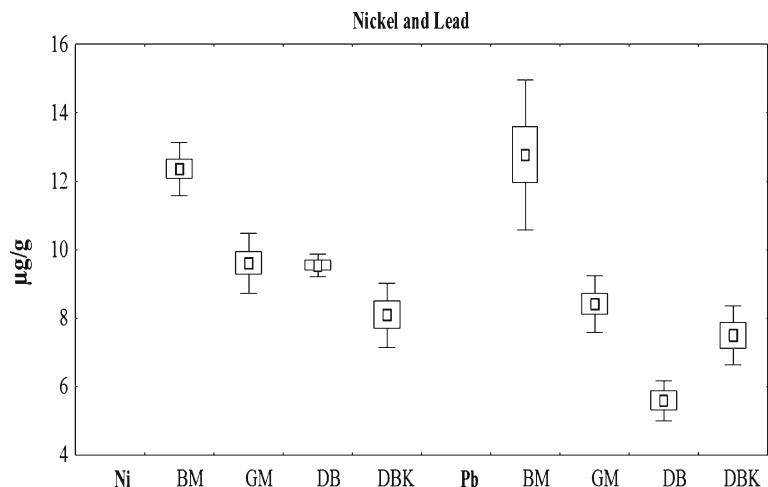 Nickel and Lead
16
14
12
10
8
6
4
µg/g
Ni BM GM DB DBK Pb BM GM DB DBK